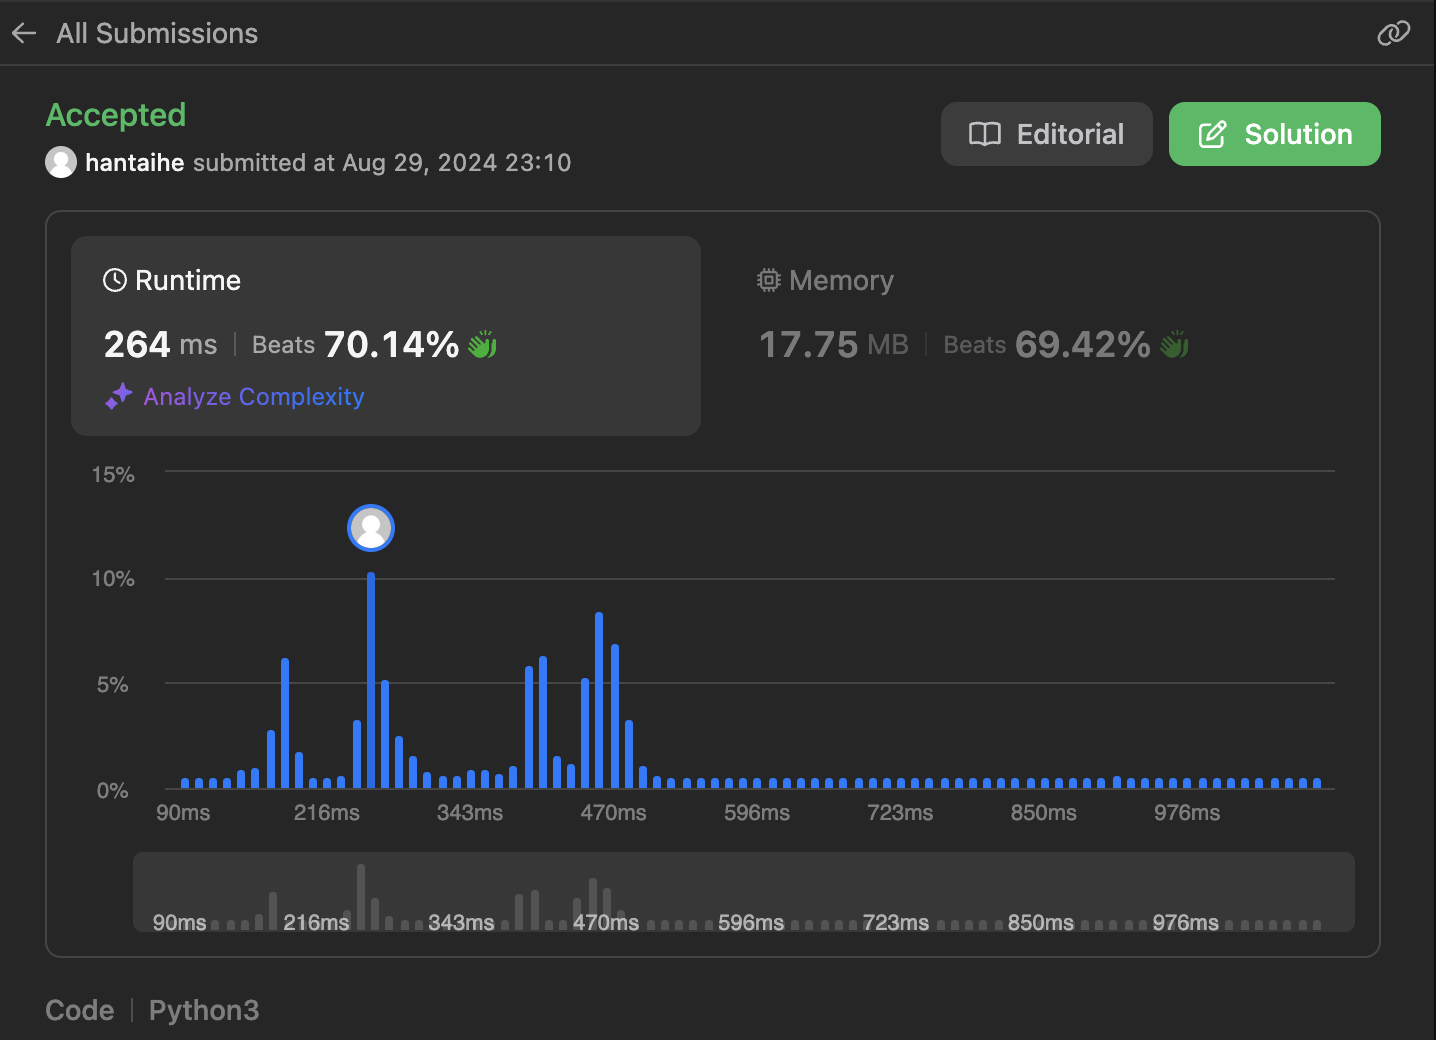 All Submissions
Accepted
Editorial
Solution
hantaihe submitted at Aug 29, 2024 23:10
Runtime
Memory
264 ms | Beats 70.14%
17.75 MB | Beats 69.42%
Analyze Complexity
15%
10%
5%
0%
90ms 216ms 343ms 470ms 596ms 723ms 850ms 976ms
90ms 216ms 343ms 470ms 596ms 723ms 850ms 976ms
Code | Python3